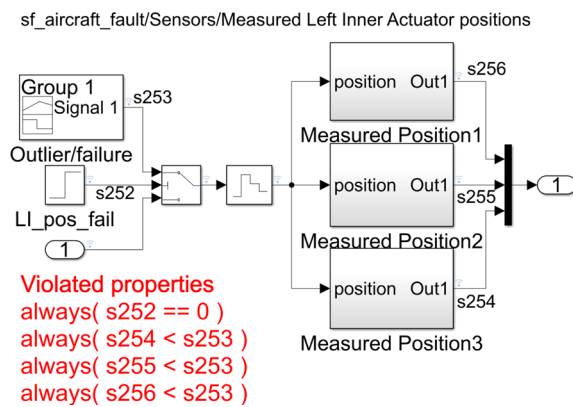 sf_aircraft_fault/Sensors/Measured Left Inner Actuator positions
Group 1
Signal 1
s253
Outlier/failure
s252
LI_pos_fail
1
position Out1
s256
Measured Position1
position Out1
s255
Measured Position2
position Out1
s254
Measured Position3
1
Violated properties
always( s252 == 0 )
always( s254 < s253 )
always( s255 < s253 )
always( s256 < s253 )